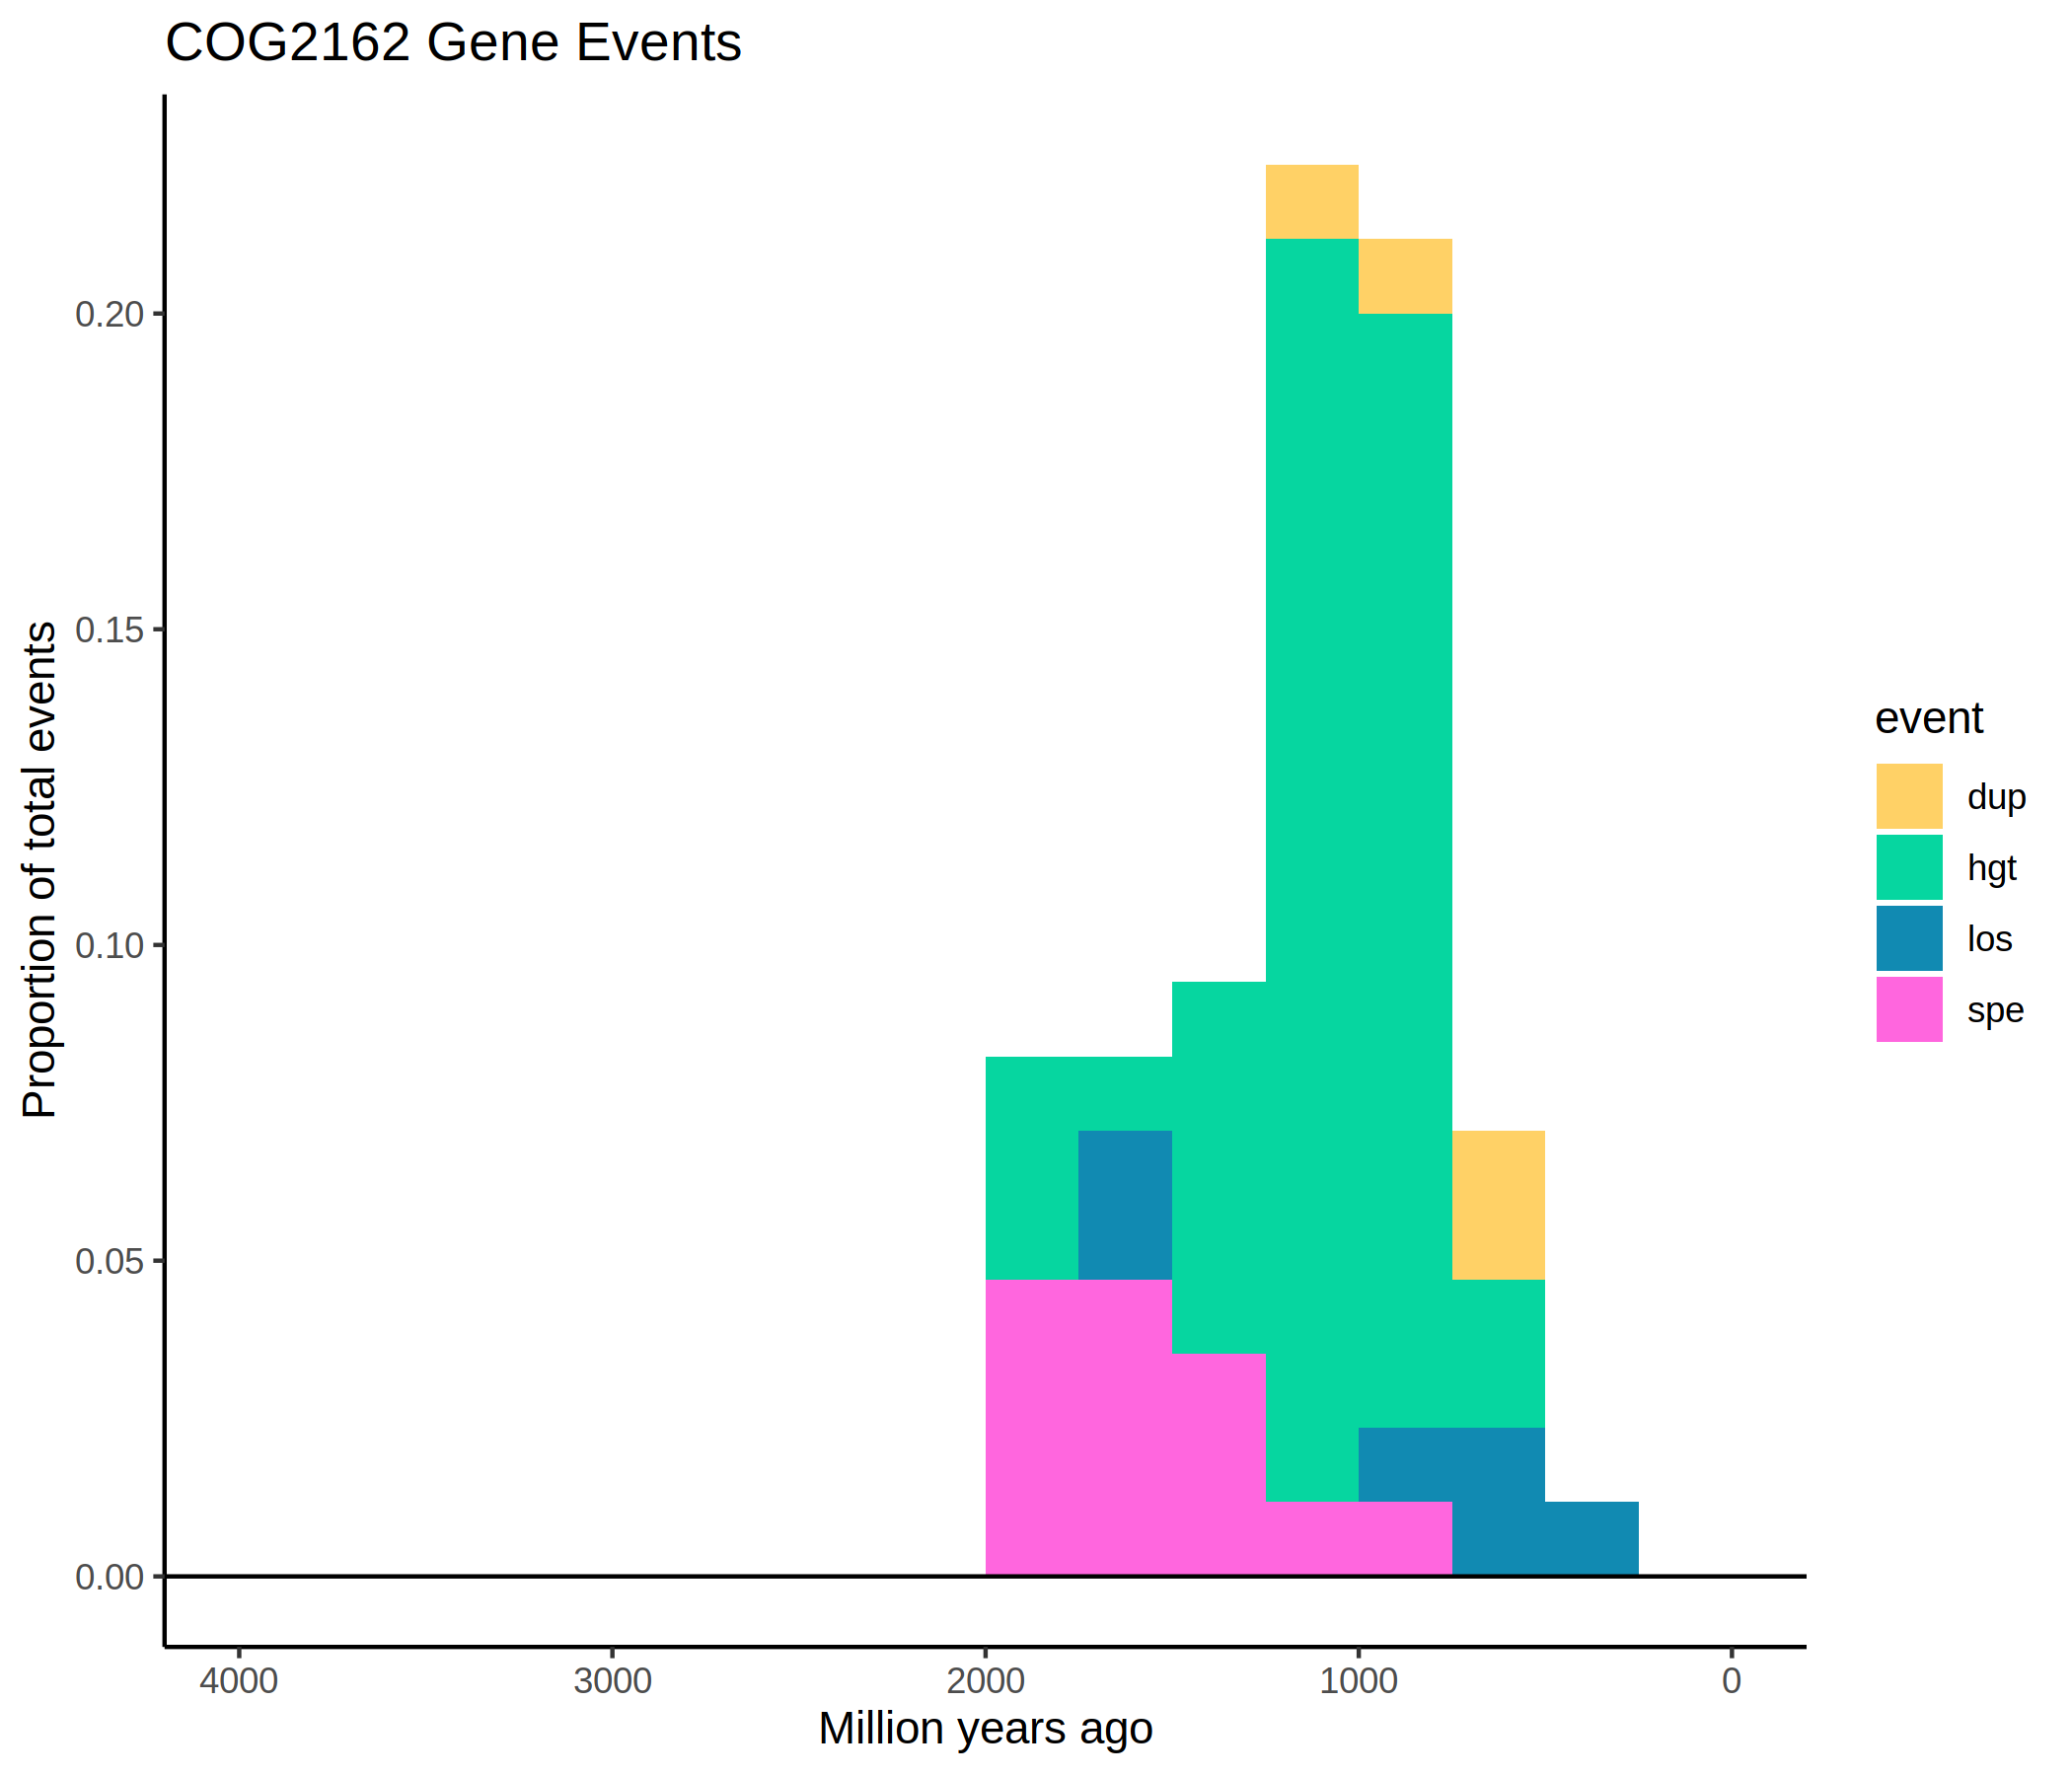 COG2162 Gene Events
Proportion of total events
0.20
0.15
0.10
0.05
0.00
4000 3000 2000 1000 0
Million years ago
event
dup
hgt
los
spe